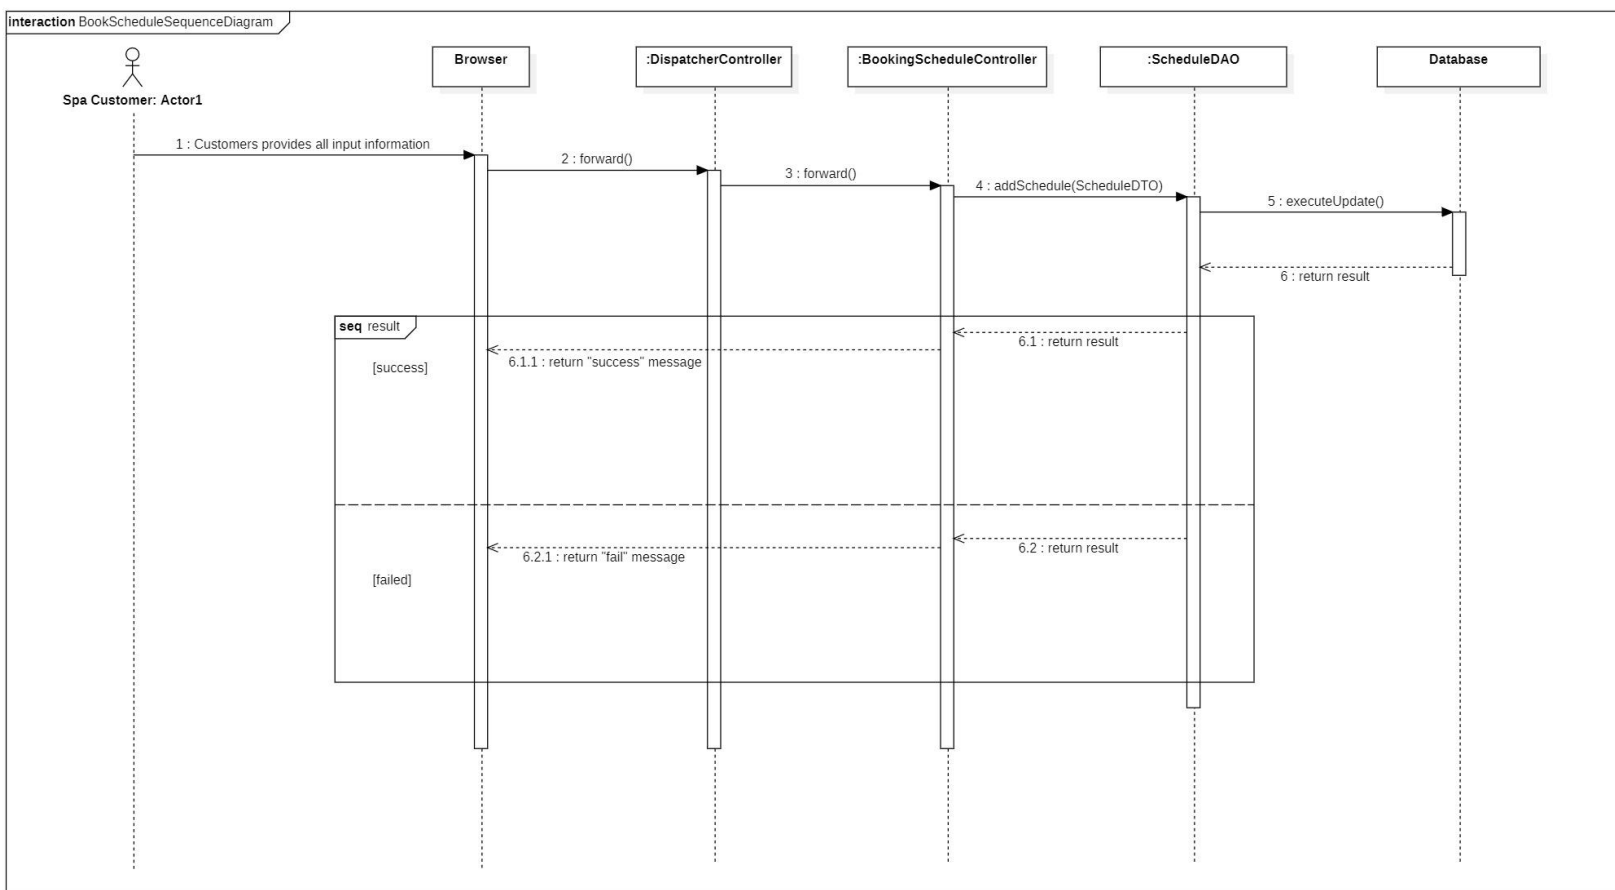 interaction BookScheduleSequenceDiagram
Spa Customer: Actor1
Browser
:DispatcherController
:BookingScheduleController
:ScheduleDAO
Database
1 : Customers provides all input information
2 : forward()
3 : forward()
4 : addSchedule(ScheduleDTO)
5 : executeUpdate()
6 : return result
seq result
6.1 : return result
6.1.1 : return "success" message
[success]
6.2 : return result
6.2.1 : return "fail" message
[failed]